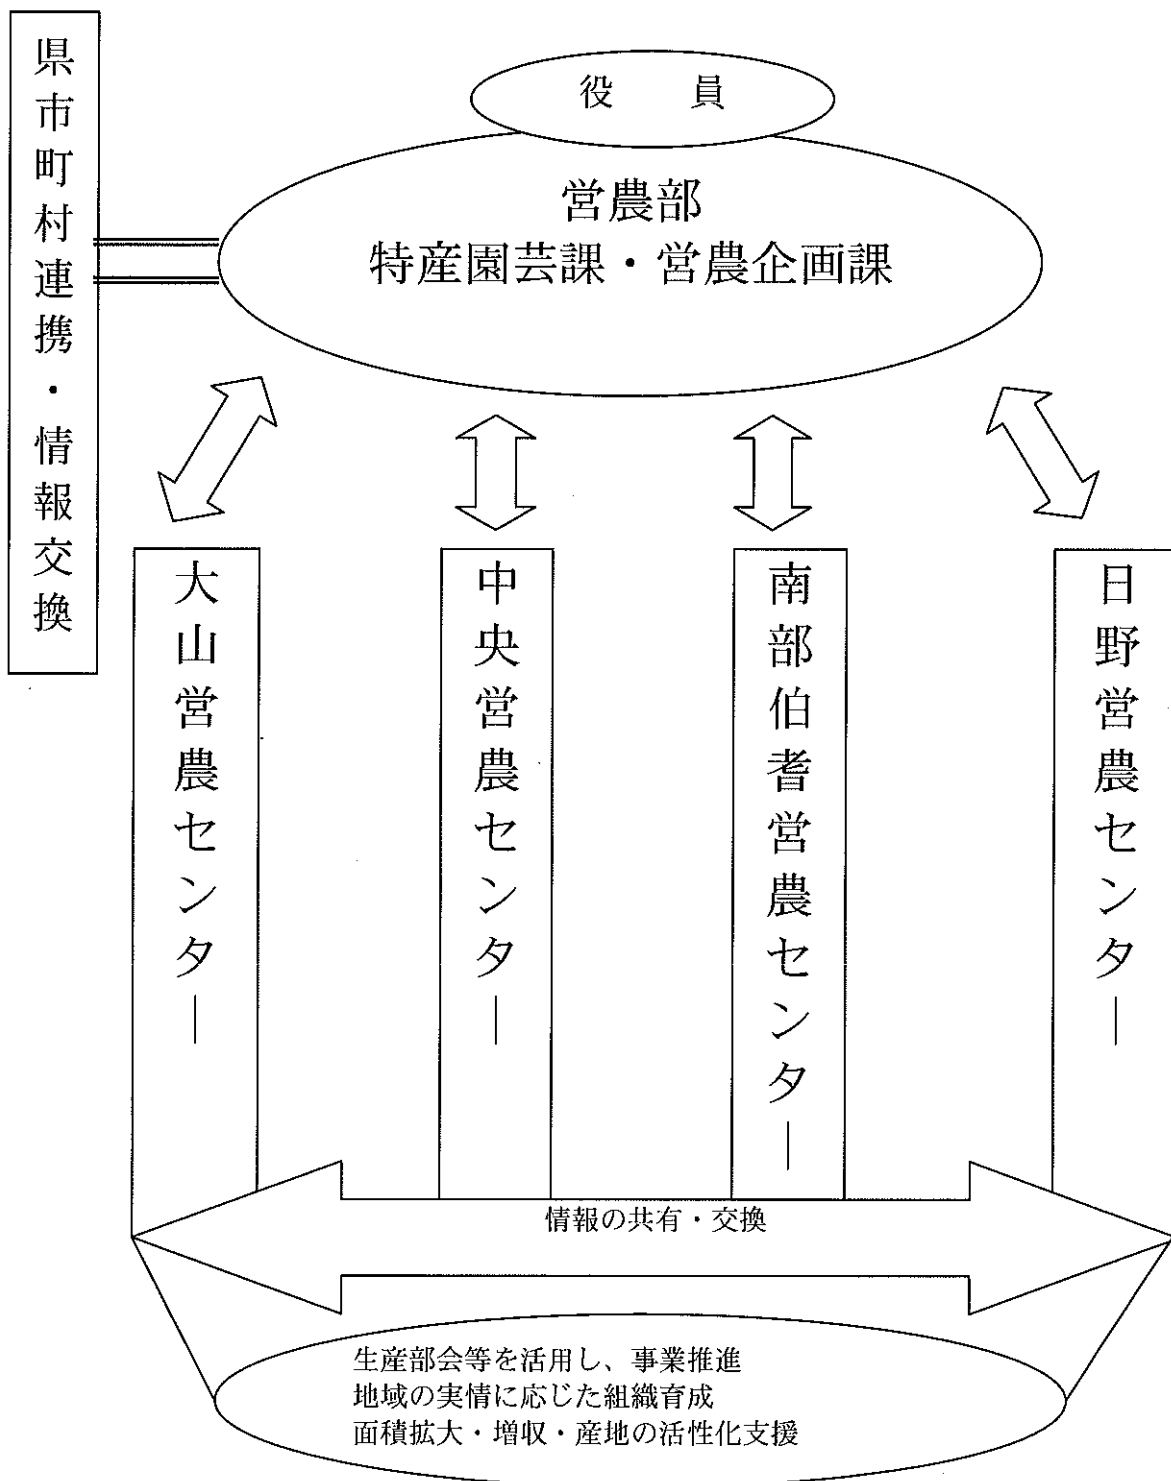 県市町村連携・情報交換
役　員
営農部
特産園芸課・営農企画課
大山営農センター
中央営農センター
南部伯耆営農センター
日野営農センター
情報の共有・交換
生産部会等を活用し、事業推進
地域の実情に応じた組織育成
面積拡大・増収・産地の活性化支援